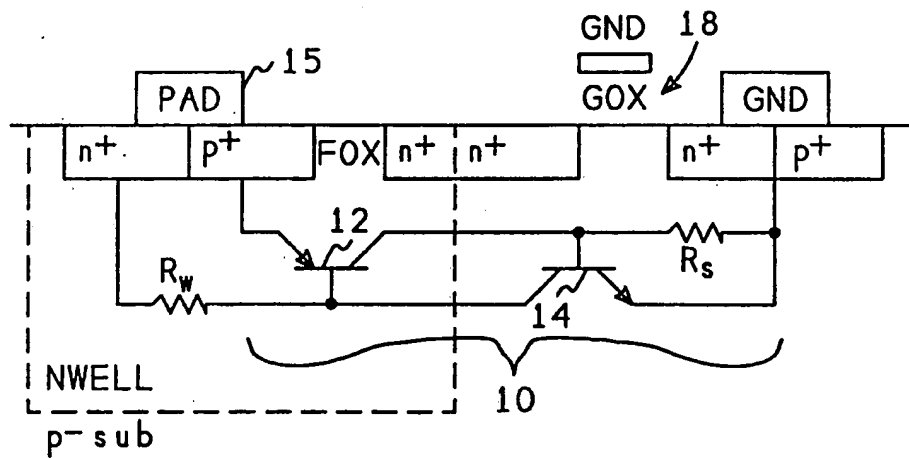 GND
18
15
PAD
GOX
GND
n+ p+ FOX n+ n+ n+ p+
12
Rw
Rs
14
NWELL
10
p- sub